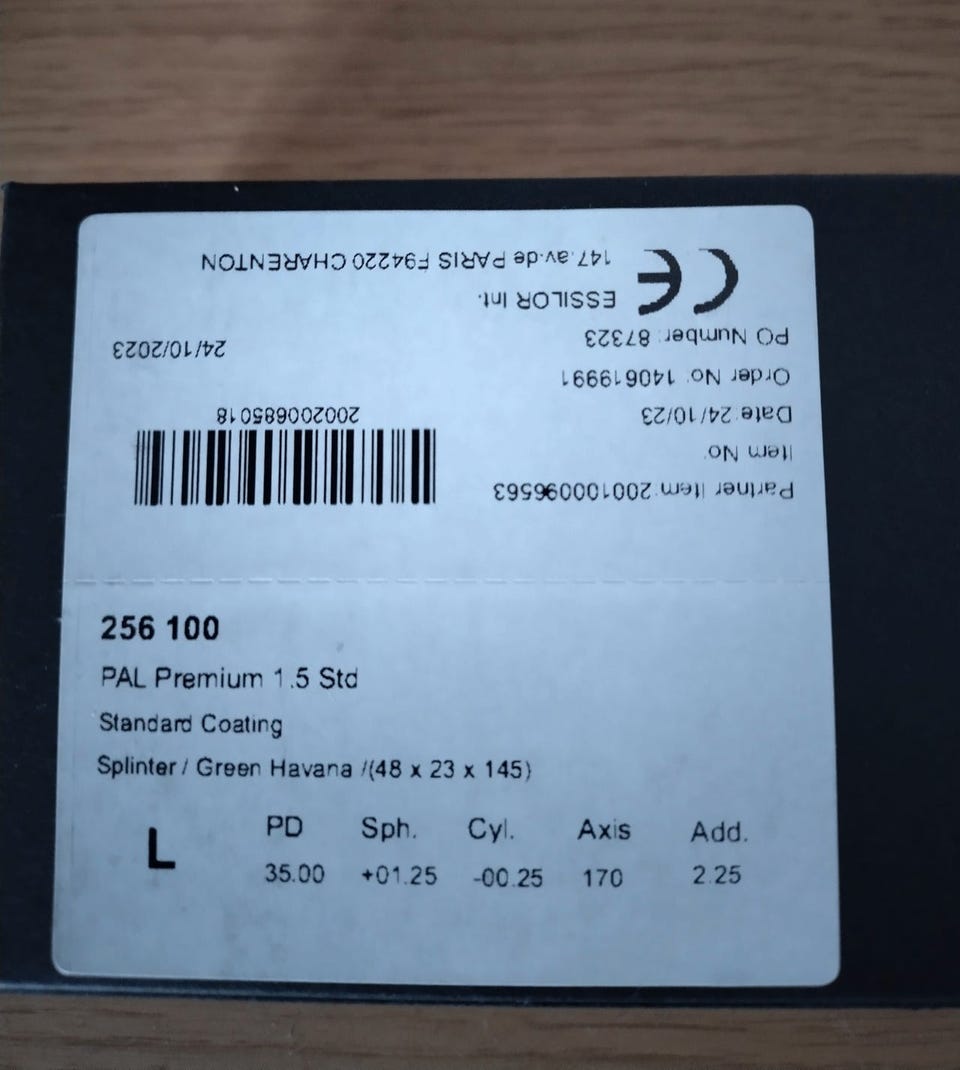 147.av.de PARIS F94220 CHARENTON
CE ESSILOR Int.
PO Number: 87323 24/10/2023
Order No: 140619991
Date:24/10/23
200200685018
Item No:
Partner Item:200100096563
256 100
PAL Premium 1.5 Std
Standard Coating
Splinter / Green Havana /(48 x 23 x 145)
PD Sph. Cyl. Axis Add.
L 35.00 +01.25 -00.25 170 2.25